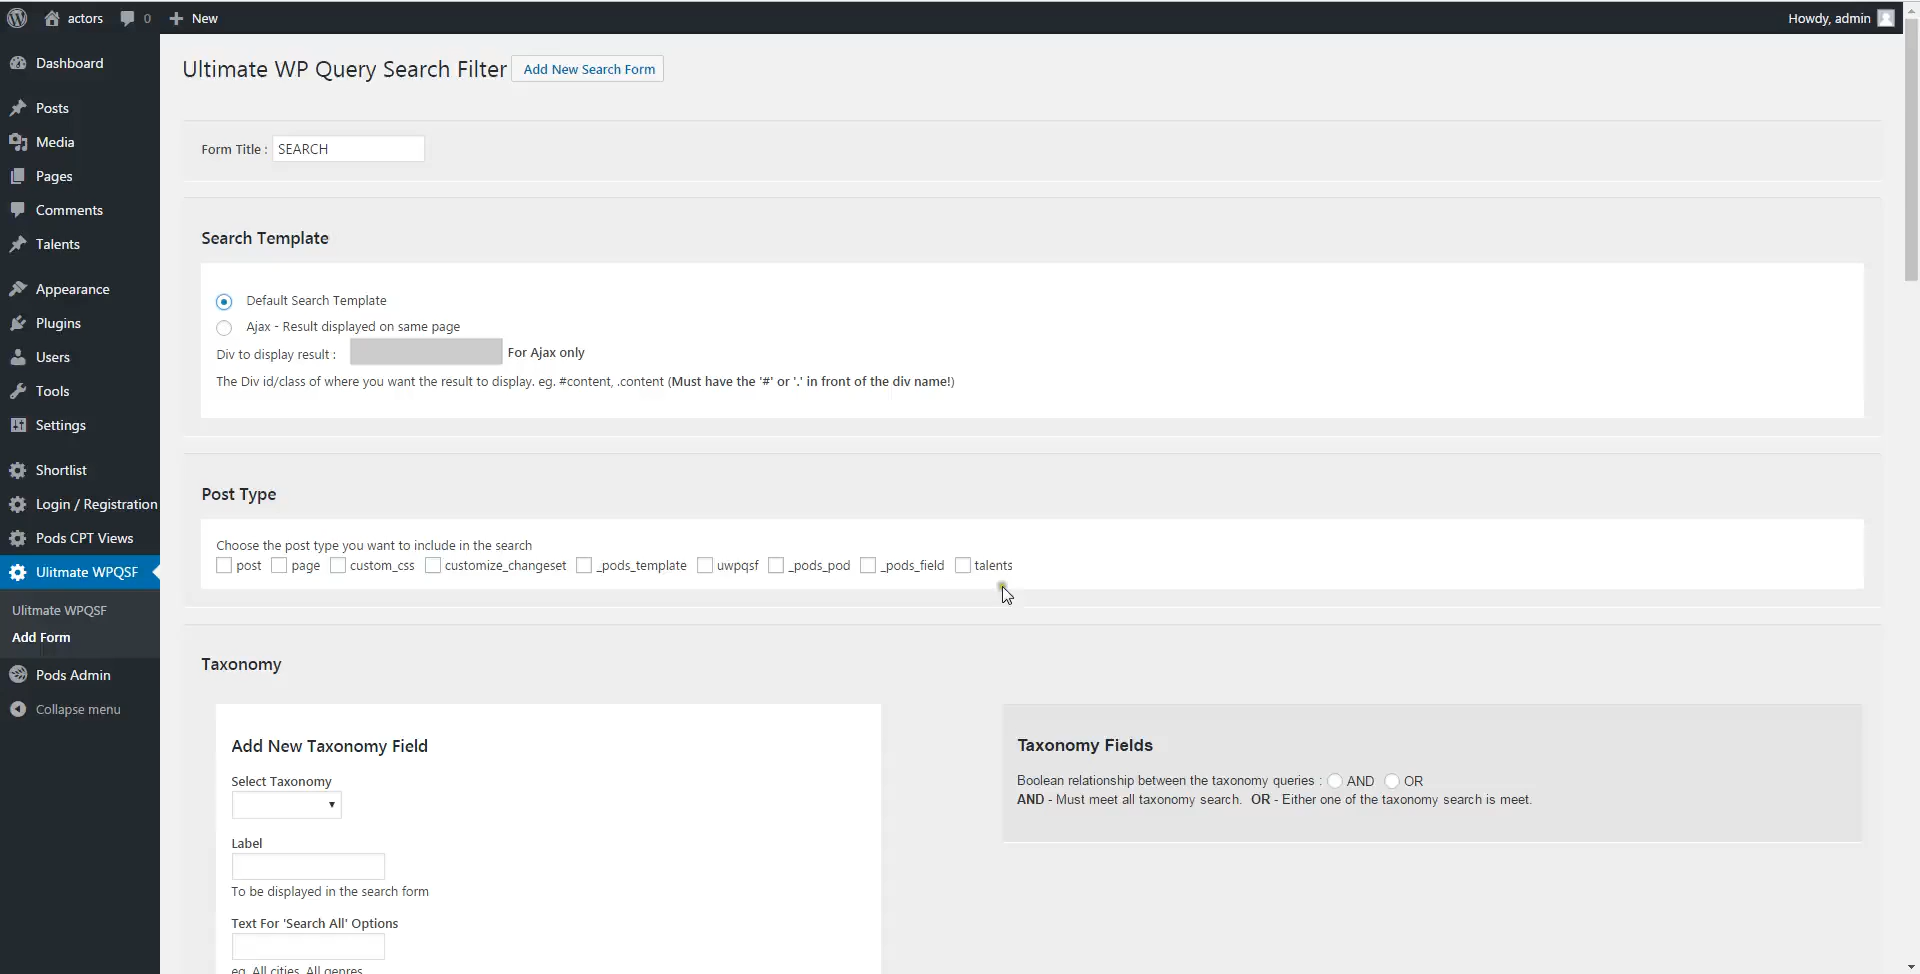 actors
0
New
Howdy, admin
Dashboard
Posts
Media
Pages
Comments
Talents
Appearance
Plugins
Users
Tools
Settings
Shortlist
Login / Registration
Pods CPT Views
Ulitmate WPQSF
Ulitmate WPQSF
Add Form
Pods Admin
Collapse menu
Ultimate WP Query Search Filter
Add New Search Form
Form Title :
SEARCH
Search Template
Default Search Template
Ajax - Result displayed on same page
Div to display result :
For Ajax only
The Div id/class of where you want the result to display. eg. #content, .content (Must have the '#' or '.' in front of the div name!)
Post Type
Choose the post type you want to include in the search
post page custom_css customize_changeset _pods_template uwpqsf _pods_pod _pods_field talents
Taxonomy
Add New Taxonomy Field
Select Taxonomy
Label
To be displayed in the search form
Text For 'Search All' Options
eg. All cities, All genres
Taxonomy Fields
Boolean relationship between the taxonomy queries : AND OR
AND - Must meet all taxonomy search. OR - Either one of the taxonomy search is meet.